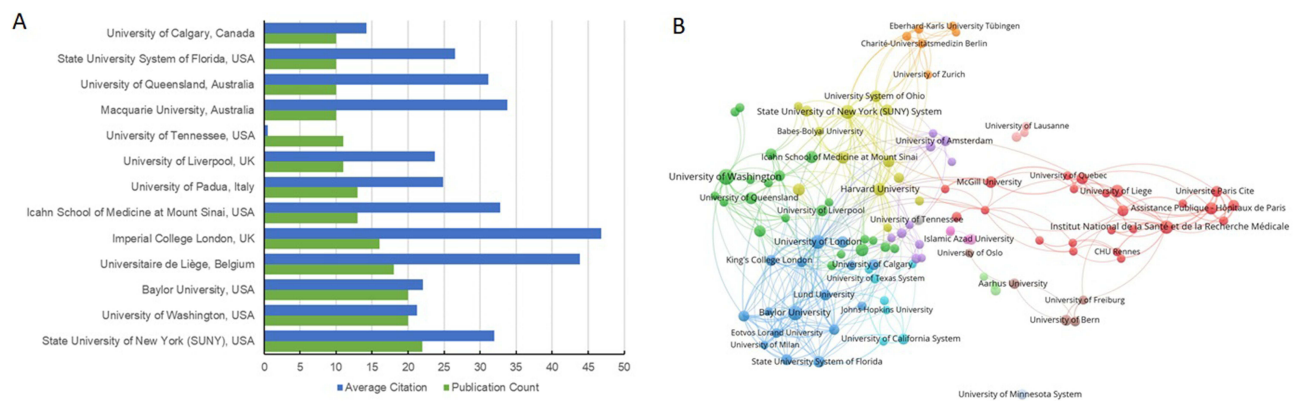 A
University of Calgary, Canada
State University System of Florida, USA
University of Queensland, Australia
Macquarie University, Australia
University of Tennessee, USA
University of Liverpool, UK
University of Padua, Italy
Icahn School of Medicine at Mount Sinai, USA
Imperial College London, UK
Universitaire de Liège, Belgium
Baylor University, USA
University of Washington, USA
State University of New York (SUNY), USA
0 5 10 15 20 25 30 35 40 45 50
Average Citation Publication Count
B
Eberhard-Karls University Tübingen
Charité-Universitätsmedizin Berlin
University of Zurich
University System of Ohio
State University of New York (SUNY) System
Babes-Bolyai University
University of Lausanne
University of Amsterdam
Icahn School of Medicine at Mount Sinai
University of Washington
Harvard University
McGill University
University of Quebec
University of Liege
Universite Paris Cite
University of Queensland
University of Liverpool
Assistance Publique - Hôpitaux de Paris
University of Tennessee
Institut National de la Santé et de la Recherche Médicale
University of London
Islamic Azad University
University of Oslo
CHU Rennes
King's College London
University of Calgary
University of Texas System
Aarhus University
Lund University
University of Freiburg
Baylor University
Johns Hopkins University
University of Bern
Eotvos Lorand University
University of California System
University of Milan
State University System of Florida
University of Minnesota System